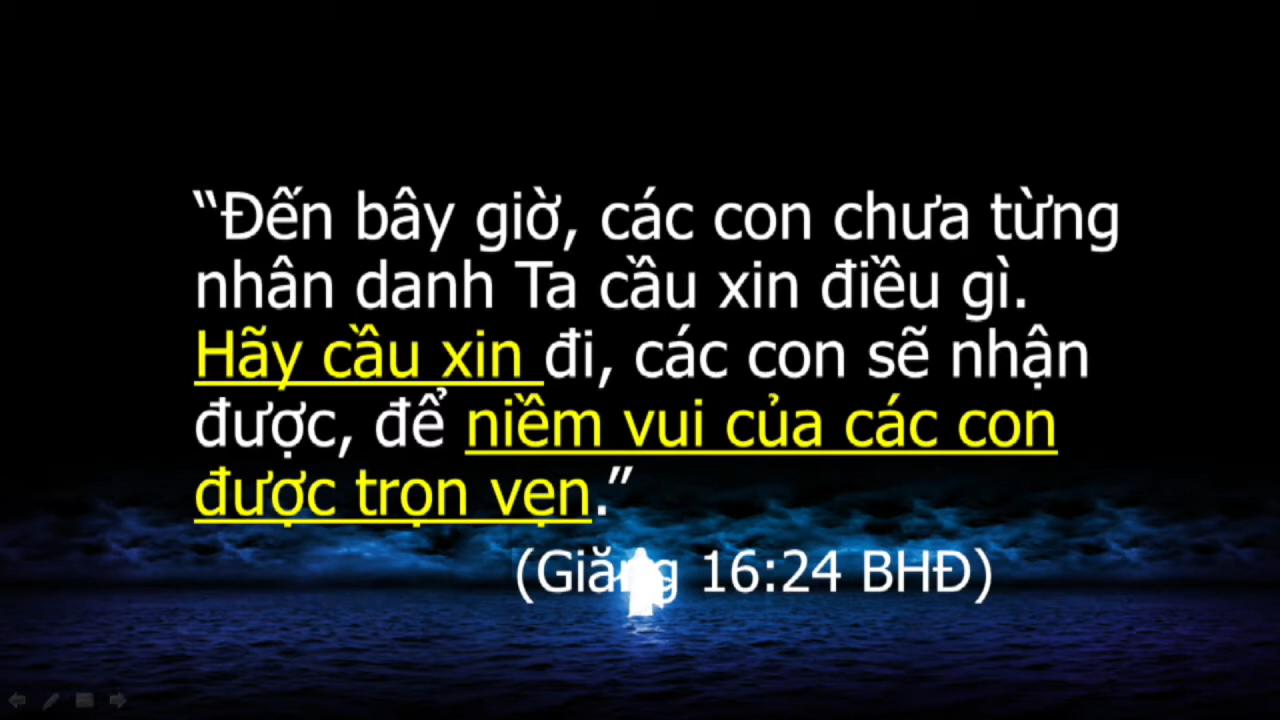 “Đến bây giờ, các con chưa từng
nhân danh Ta cầu xin điều gì.
Hãy cầu xin đi, các con sẽ nhận
được, để niềm vui của các con
được trọn vẹn.”
(Giăng 16:24 BHĐ)